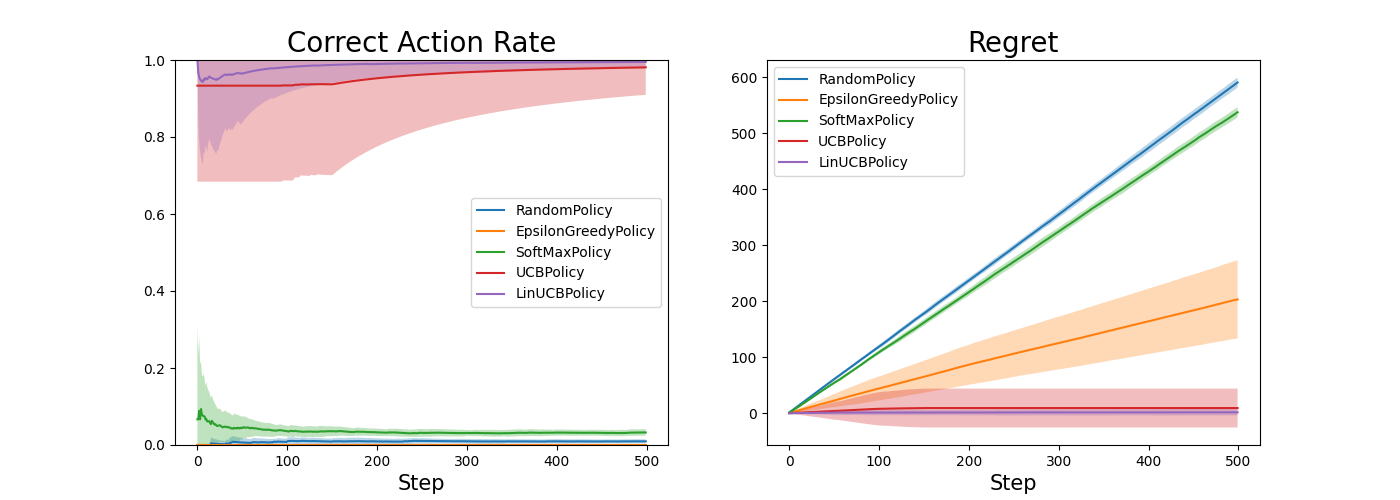 Correct Action Rate
1.0
0.8
0.6
0.4
0.2
0.0
RandomPolicy
EpsilonGreedyPolicy
SoftMaxPolicy
UCBPolicy
LinUCBPolicy
0 100 200 300 400 500
Step
Regret
600
500
400
300
200
100
0
RandomPolicy
EpsilonGreedyPolicy
SoftMaxPolicy
UCBPolicy
LinUCBPolicy
0 100 200 300 400 500
Step